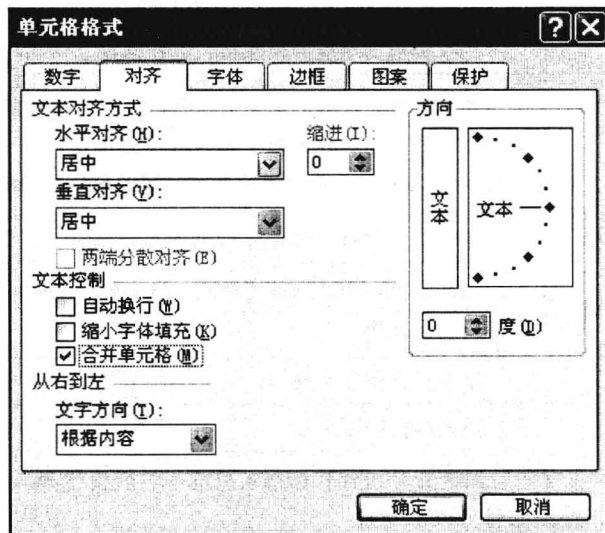 单元格格式
数字 对齐 字体 边框 图案 保护
文本对齐方式
水平对齐(H): 缩进(I):
居中 0
垂直对齐(V):
居中
两端分散对齐(E)
文本控制
自动换行(W)
缩小字体填充(K)
合并单元格(M)
从右到左
文字方向(T):
根据内容
方向
文本
文本
0 度(D)
确定 取消